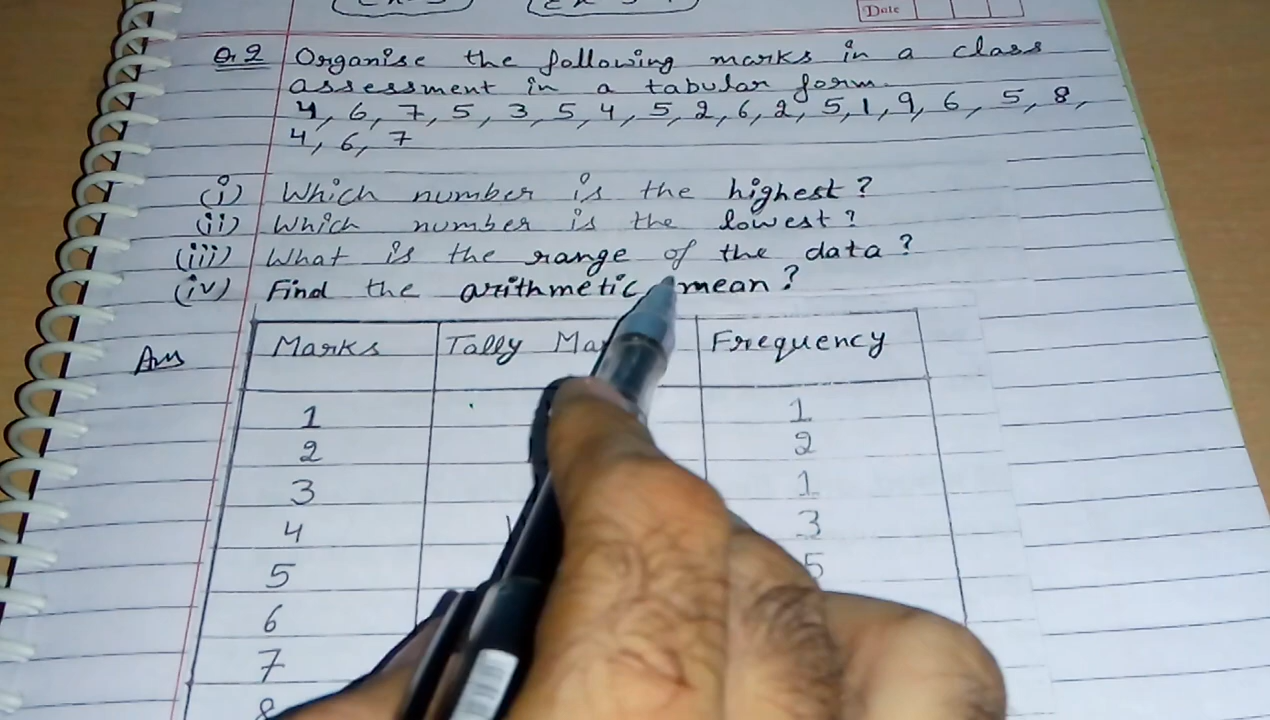 Date
Q.2 Organise the following marks in a class
assessment in a tabular form.
4, 6, 7, 5, 3, 5, 4, 5, 2, 6, 2, 5, 1, 9, 6, 5, 8,
4, 6, 7
(i) Which number is the highest?
(ii) Which number is the lowest?
(iii) What is the range of the data?
(iv) Find the arithmetic mean?
Ans Marks Tally Ma Frequency
1 1
2 2
3 1
4 3
5 5
6
7
8